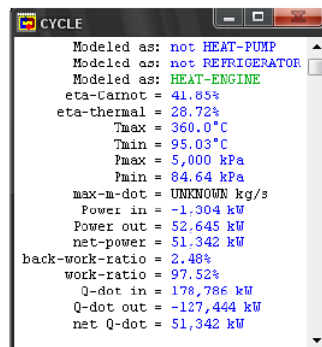 CYCLE
Modeled as: not HEAT-PUMP
Modeled as: not REFRIGERATOR
Modeled as: HEAT-ENGINE
eta-Carnot = 41.85%
eta-thermal = 28.72%
Tmax = 360.0°C
Tmin = 95.03°C
Pmax = 5,000 kPa
Pmin = 84.64 kPa
max-m-dot = UNKNOWN kg/s
Power in = -1,304 kW
Power out = 52,645 kW
net-power = 51,342 kW
back-work-ratio = 2.48%
work-ratio = 97.52%
Q-dot in = 178,786 kW
Q-dot out = -127,444 kW
net Q-dot = 51,342 kW